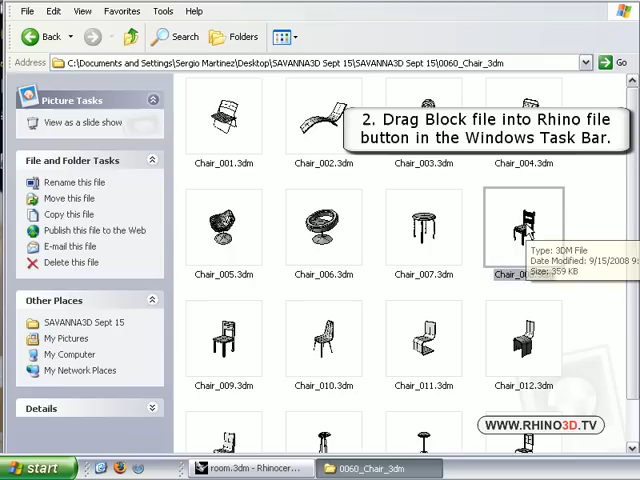 File Edit View Favorites Tools Help
Back Search Folders
Address C:\Documents and Settings\Sergio Martinez\Desktop\SAVANNA3D Sept 15\SAVANNA3D Sept 15\0060_Chair_3dm Go
Picture Tasks
View as a slide show
File and Folder Tasks
Rename this file
Move this file
Copy this file
Publish this file to the Web
E-mail this file
Delete this file
Other Places
SAVANNA3D Sept 15
My Pictures
My Computer
My Network Places
Details
2. Drag Block file into Rhino file
button in the Windows Task Bar.
Chair_001.3dm Chair_002.3dm Chair_003.3dm Chair_004.3dm
Chair_005.3dm Chair_006.3dm Chair_007.3dm
Type: 3DM File
Date Modified: 9/15/2008 9:
Size: 359 KB
Chair_009.3dm Chair_010.3dm Chair_011.3dm Chair_012.3dm
WWW.RHINO3D.TV
start room.3dm - Rhinocer... 0060_Chair_3dm